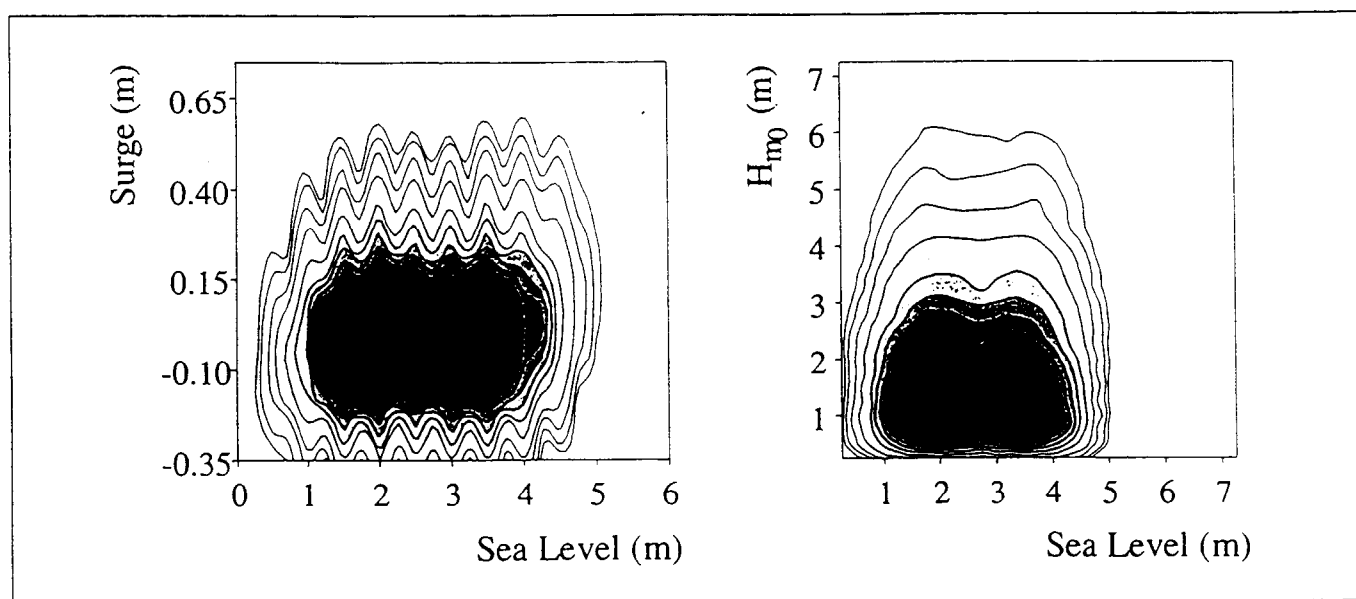 Surge (m)
0.65
0.40
0.15
-0.10
-0.35
0 1 2 3 4 5 6
Sea Level (m)
H_m0 (m)
7
6
5
4
3
2
1
1 2 3 4 5 6 7
Sea Level (m)